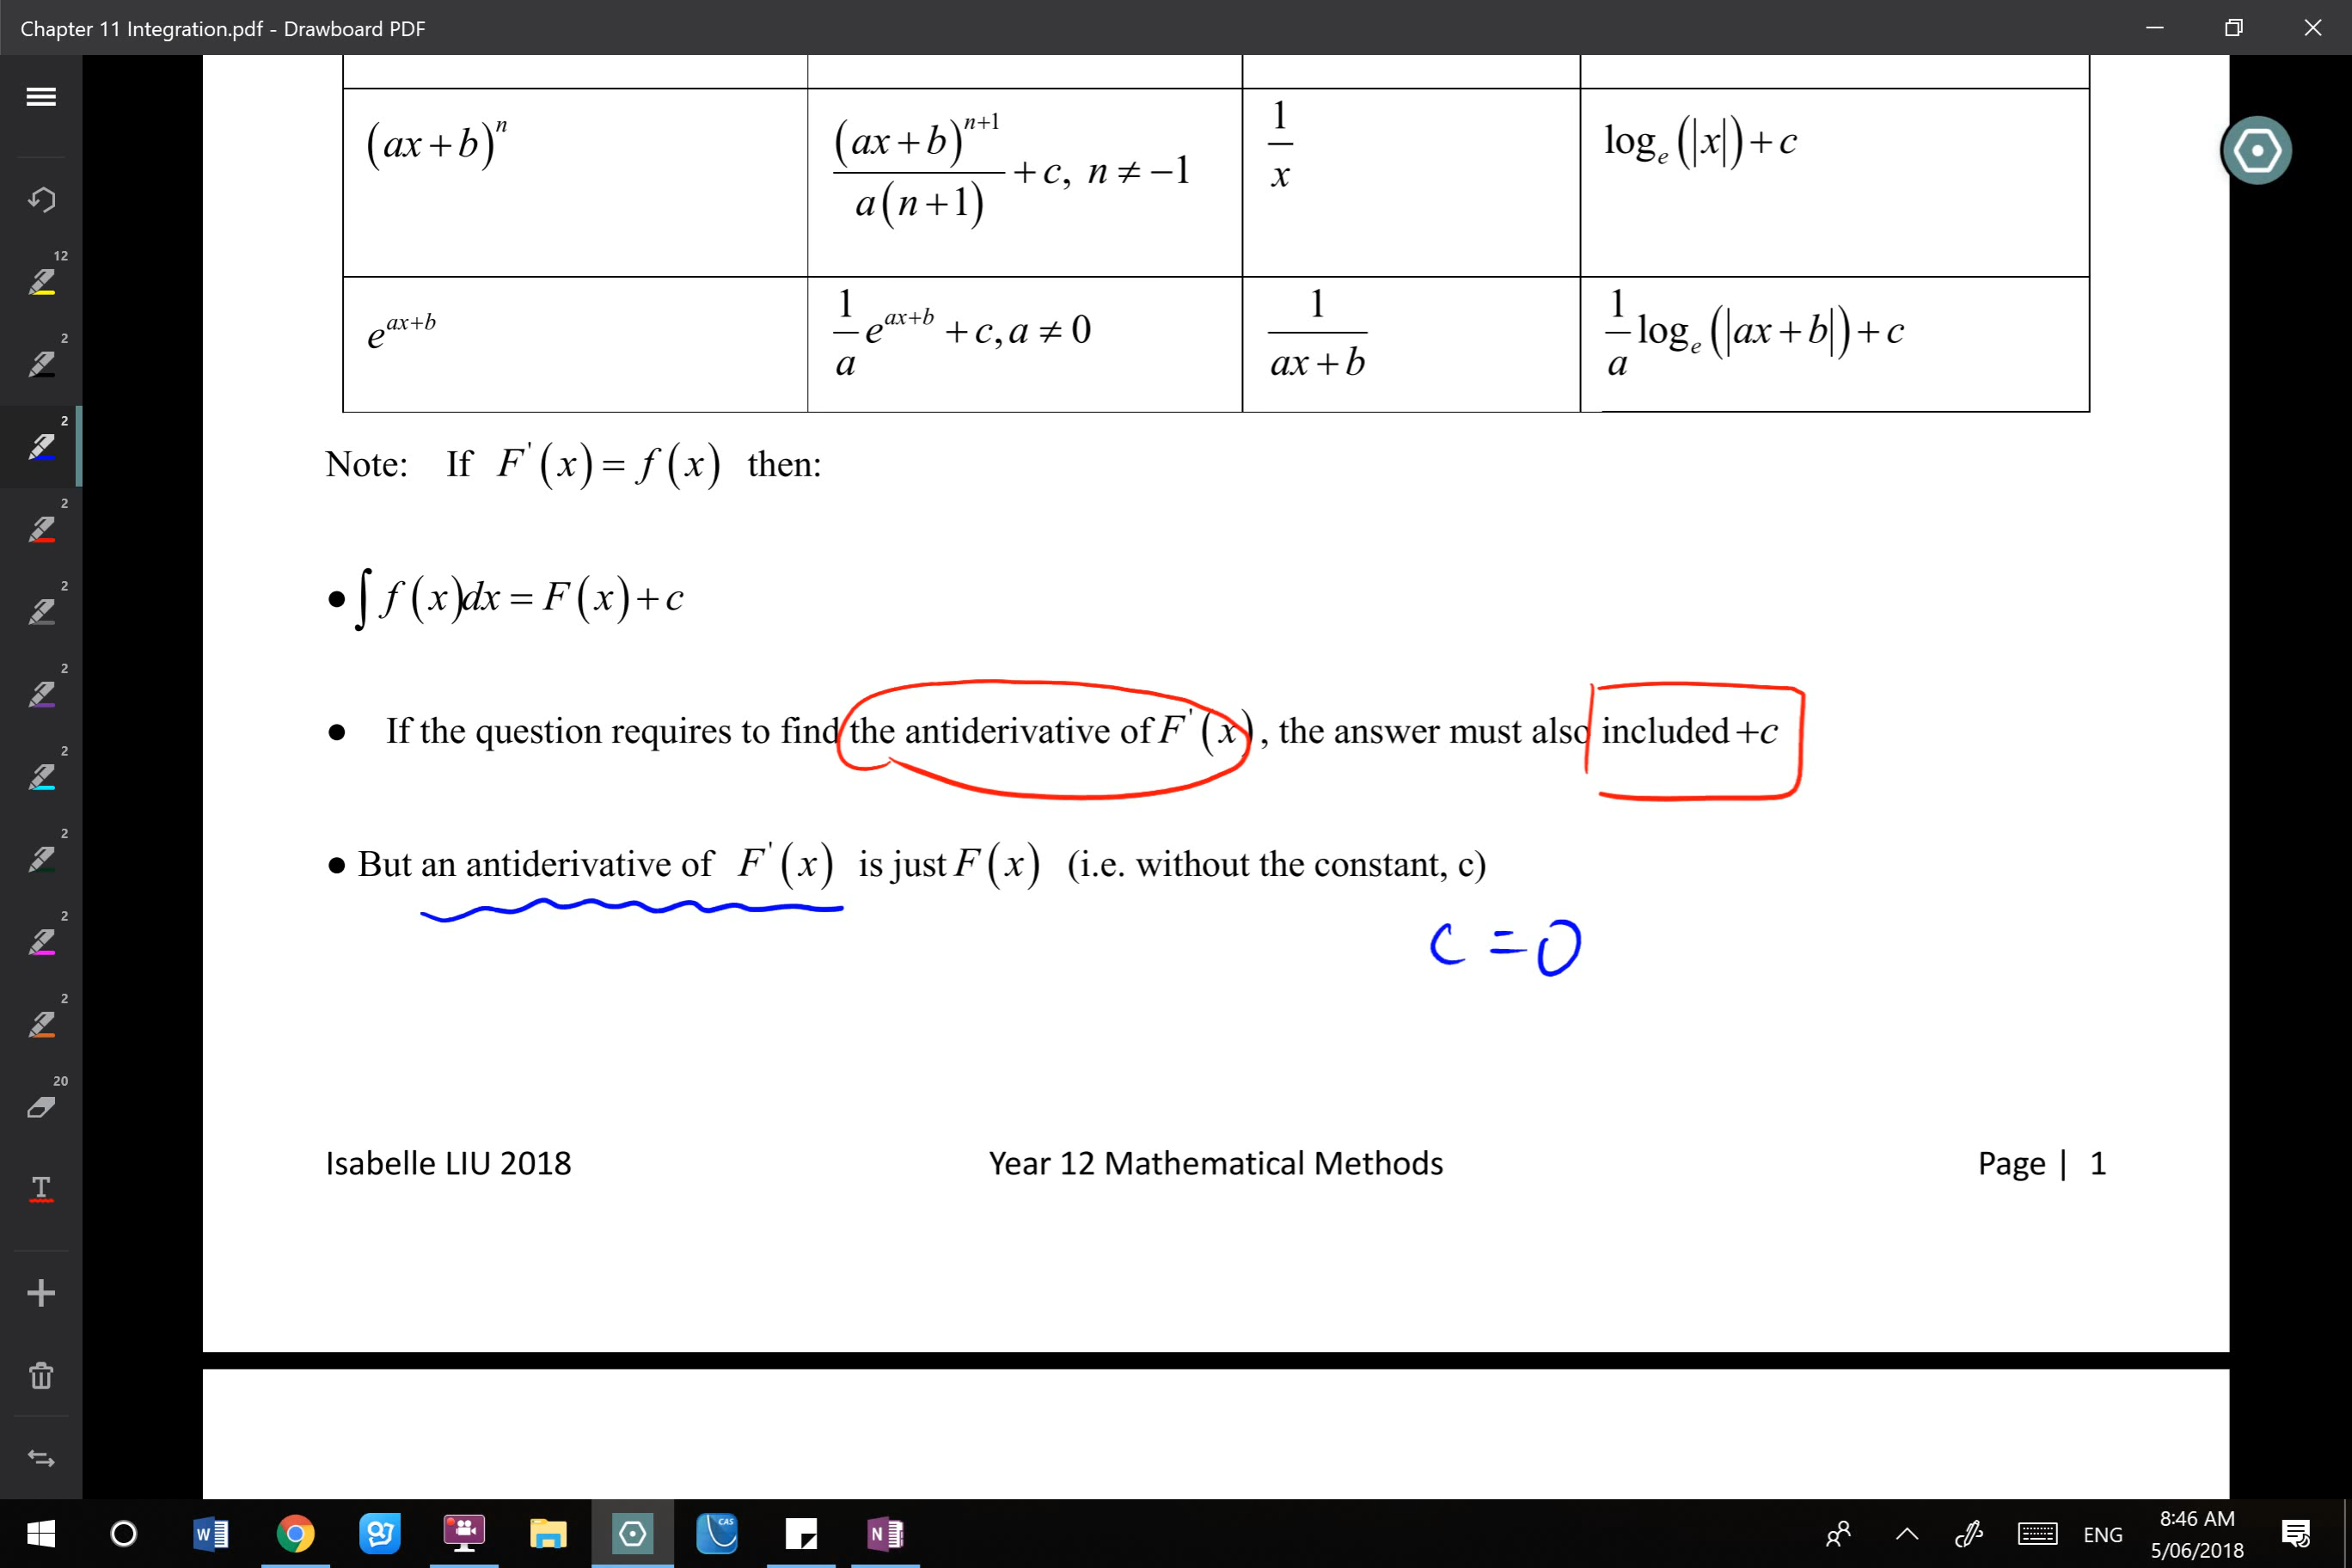 Chapter 11 Integration.pdf - Drawboard PDF
(ax+b)^n
(ax+b)^{n+1} / a(n+1) +c, n≠−1
1/x
log_e(|x|)+c
e^{ax+b}
1/a e^{ax+b} +c, a≠0
1/(ax+b)
1/a log_e(|ax+b|)+c
Note: If F'(x)=f(x) then:
● ∫f(x)dx=F(x)+c
● If the question requires to find the antiderivative of F'(x), the answer must also included +c
● But an antiderivative of F'(x) is just F(x) (i.e. without the constant, c)
c=0
Isabelle LIU 2018 Year 12 Mathematical Methods Page | 1
12
2
2
2
2
2
2
2
2
2
20
T
W
CAS
N
ENG
8:46 AM
5/06/2018